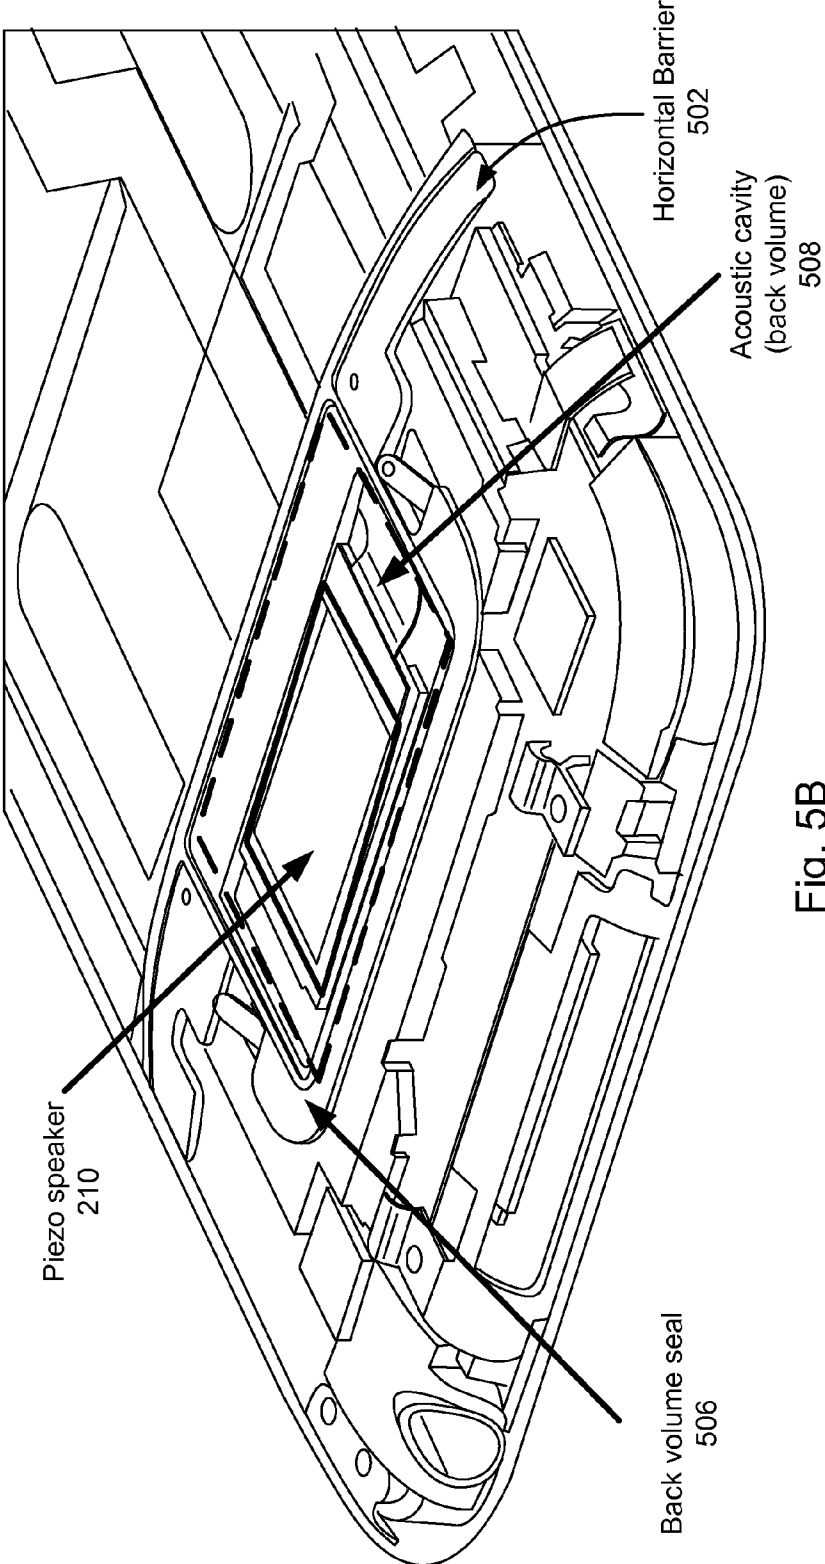 Piezo speaker
210
Back volume seal
506
Horizontal Barrier
502
Acoustic cavity
(back volume)
508
Fig. 5B